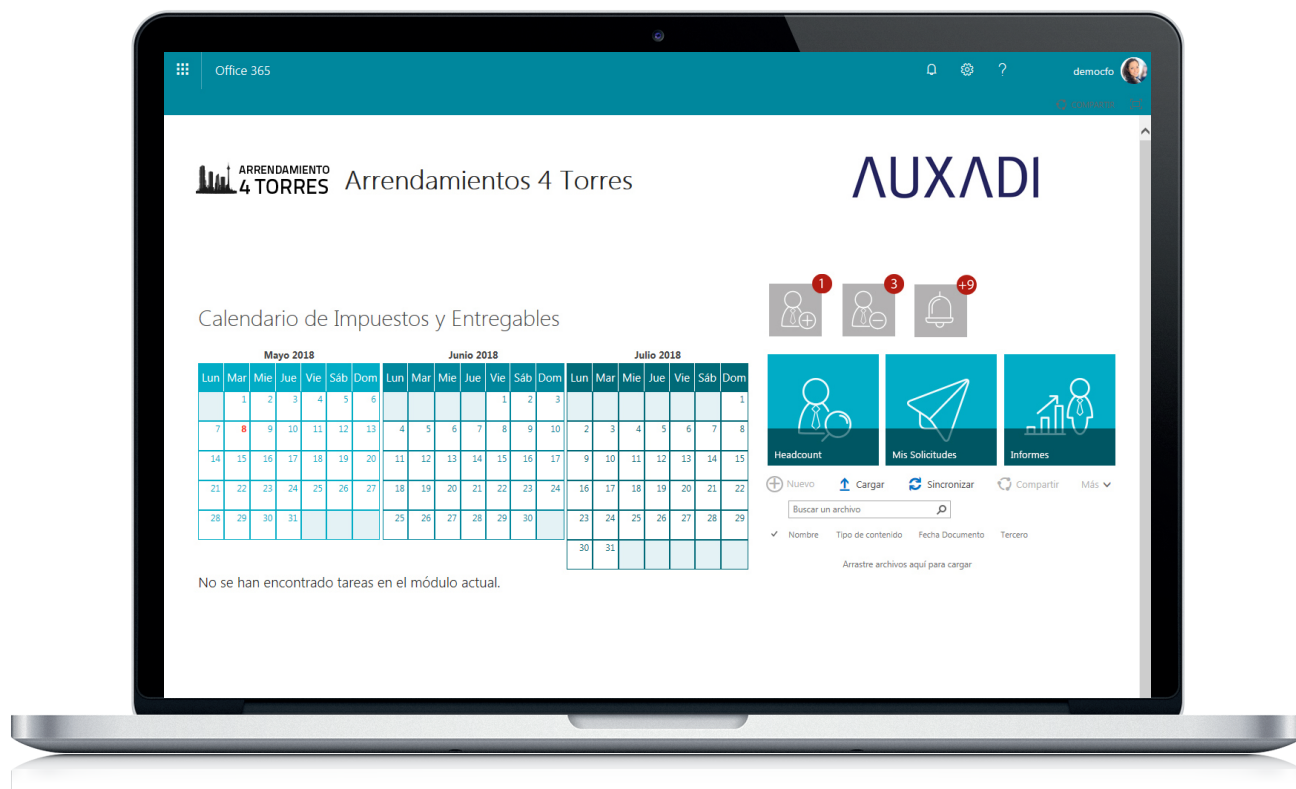 Office 365
democfo
ARRENDAMIENTO
4 TORRES
Arrendamientos 4 Torres
AUXADI
1
3
+9
Calendario de Impuestos y Entregables
Mayo 2018
Lun Mar Mie Jue Vie Sáb Dom
1 2 3 4 5 6
7 8 9 10 11 12 13
14 15 16 17 18 19 20
21 22 23 24 25 26 27
28 29 30 31
Junio 2018
Lun Mar Mie Jue Vie Sáb Dom
1 2 3
4 5 6 7 8 9 10
11 12 13 14 15 16 17
18 19 20 21 22 23 24
25 26 27 28 29 30
Julio 2018
Lun Mar Mie Jue Vie Sáb Dom
1
2 3 4 5 6 7 8
9 10 11 12 13 14 15
16 17 18 19 20 21 22
23 24 25 26 27 28 29
30 31
No se han encontrado tareas en el módulo actual.
Headcount
Mis Solicitudes
Informes
Nuevo Cargar Sincronizar Compartir Más
Buscar un archivo
Nombre Tipo de contenido Fecha Documento Tercero
Arrastre archivos aquí para cargar